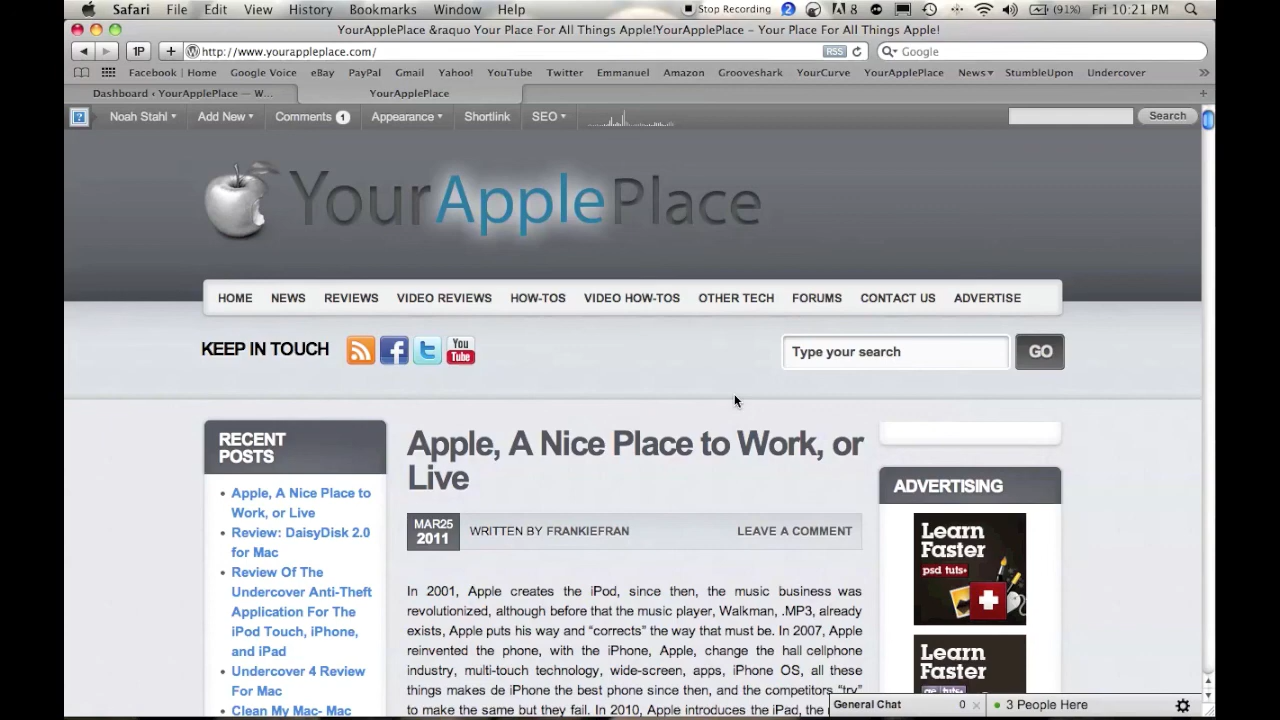 Safari File Edit View History Bookmarks Window Help Stop Recording 2 8 (91%) Fri 10:21 PM
YourApplePlace &raquo Your Place For All Things Apple!YourApplePlace – Your Place For All Things Apple!
1P + http://www.yourappleplace.com/ RSS Google
Facebook | Home Google Voice eBay PayPal Gmail Yahoo! YouTube Twitter Emmanuel Amazon Grooveshark YourCurve YourApplePlace News StumbleUpon Undercover
Dashboard ‹ YourApplePlace — W... YourApplePlace
Noah Stahl Add New Comments 1 Appearance Shortlink SEO Search
YourApplePlace
HOME NEWS REVIEWS VIDEO REVIEWS HOW-TOS VIDEO HOW-TOS OTHER TECH FORUMS CONTACT US ADVERTISE
KEEP IN TOUCH You Tube Type your search GO
RECENT
POSTS
Apple, A Nice Place to
Work, or Live
Review: DaisyDisk 2.0
for Mac
Review Of The
Undercover Anti-Theft
Application For The
iPod Touch, iPhone,
and iPad
Undercover 4 Review
For Mac
Clean My Mac- Mac
Apple, A Nice Place to Work, or
Live
MAR25
2011
WRITTEN BY FRANKIEFRAN LEAVE A COMMENT
In 2001, Apple creates the iPod, since then, the music business was
revolutionized, although before that the music player, Walkman, .MP3, already
exists, Apple puts his way and “corrects” the way that must be. In 2007, Apple
reinvented the phone, with the iPhone, Apple, change the hall cellphone
industry, multi-touch technology, wide-screen, apps, iPhone OS, all these
things makes de iPhone the best phone since then, and the competitors “try”
to make the same but they fail. In 2010, Apple introduces the iPad, the
ADVERTISING
Learn
Faster
psd tuts+
Learn
Faster
General Chat 0 3 People Here